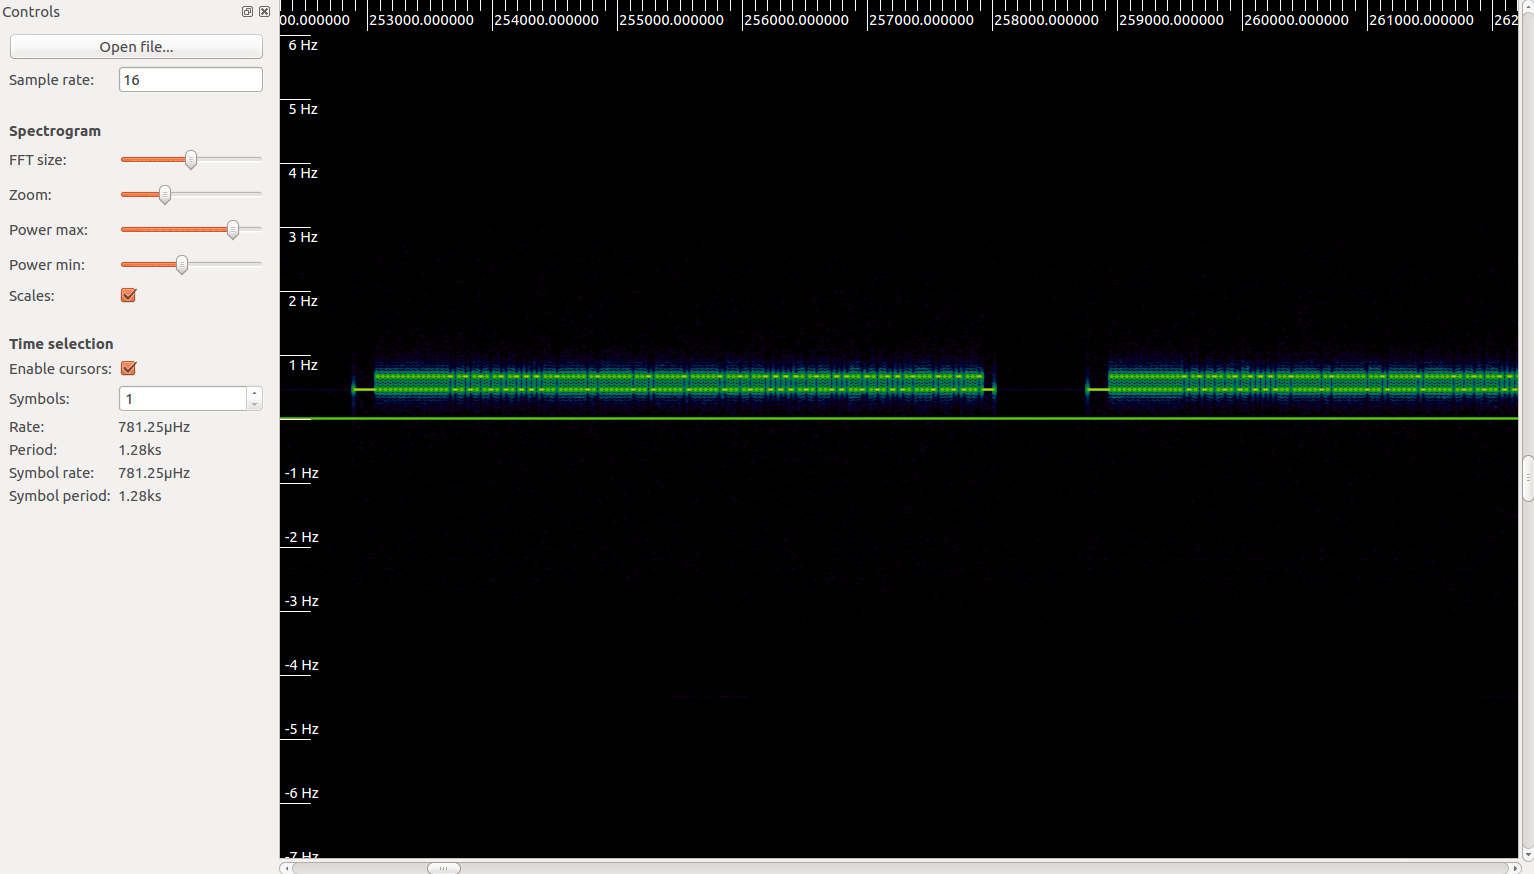 Controls
Open file...
Sample rate: 16
Spectrogram
FFT size:
Zoom:
Power max:
Power min:
Scales:
Time selection
Enable cursors:
Symbols: 1
Rate: 781.25µHz
Period: 1.28ks
Symbol rate: 781.25µHz
Symbol period: 1.28ks
00.000000 253000.000000 254000.000000 255000.000000 256000.000000 257000.000000 258000.000000 259000.000000 260000.000000 261000.000000 262
6 Hz
5 Hz
4 Hz
3 Hz
2 Hz
1 Hz
-1 Hz
-2 Hz
-3 Hz
-4 Hz
-5 Hz
-6 Hz
-7 Hz